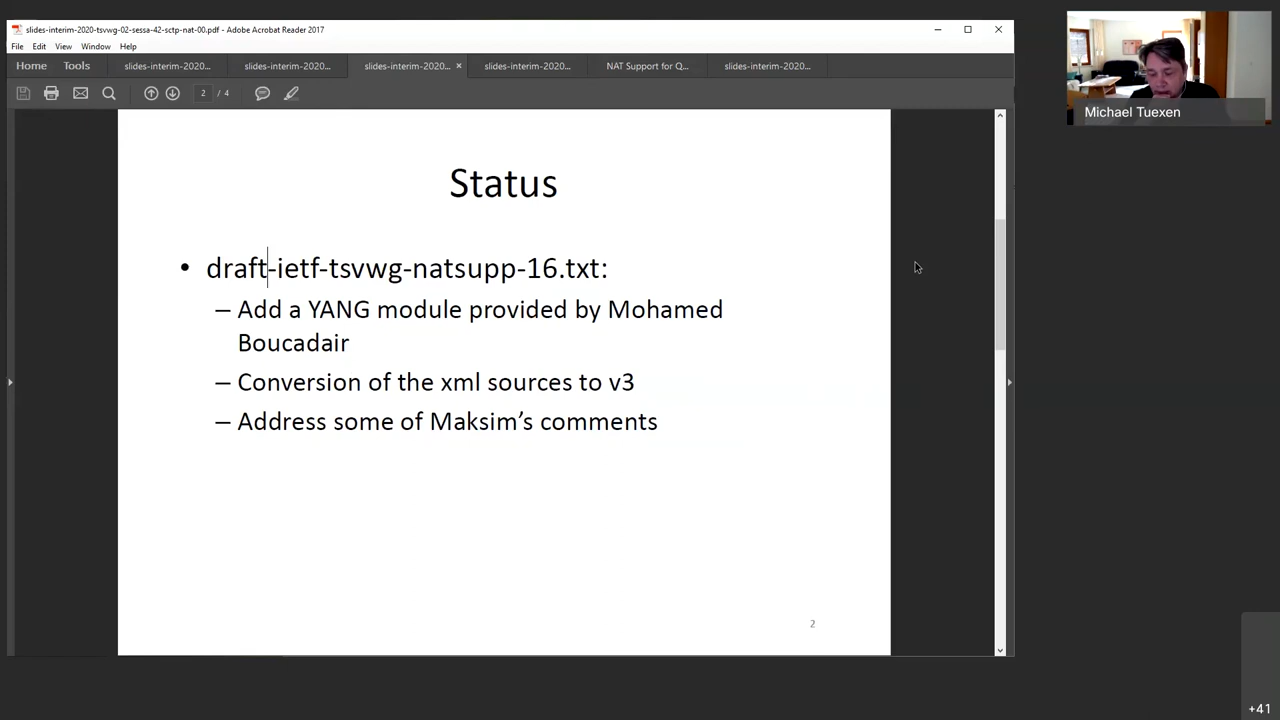 slides-interim-2020-tsvwg-02-sessa-42-sctp-nat-00.pdf - Adobe Acrobat Reader 2017
File Edit View Window Help
Home Tools slides-interim-2020... slides-interim-2020... slides-interim-2020... × slides-interim-2020... NAT Support for Q... slides-interim-2020...
2 / 4
Michael Tuexen
Status
• draft-ietf-tsvwg-natsupp-16.txt:
– Add a YANG module provided by Mohamed
Boucadair
– Conversion of the xml sources to v3
– Address some of Maksim’s comments
2
+41